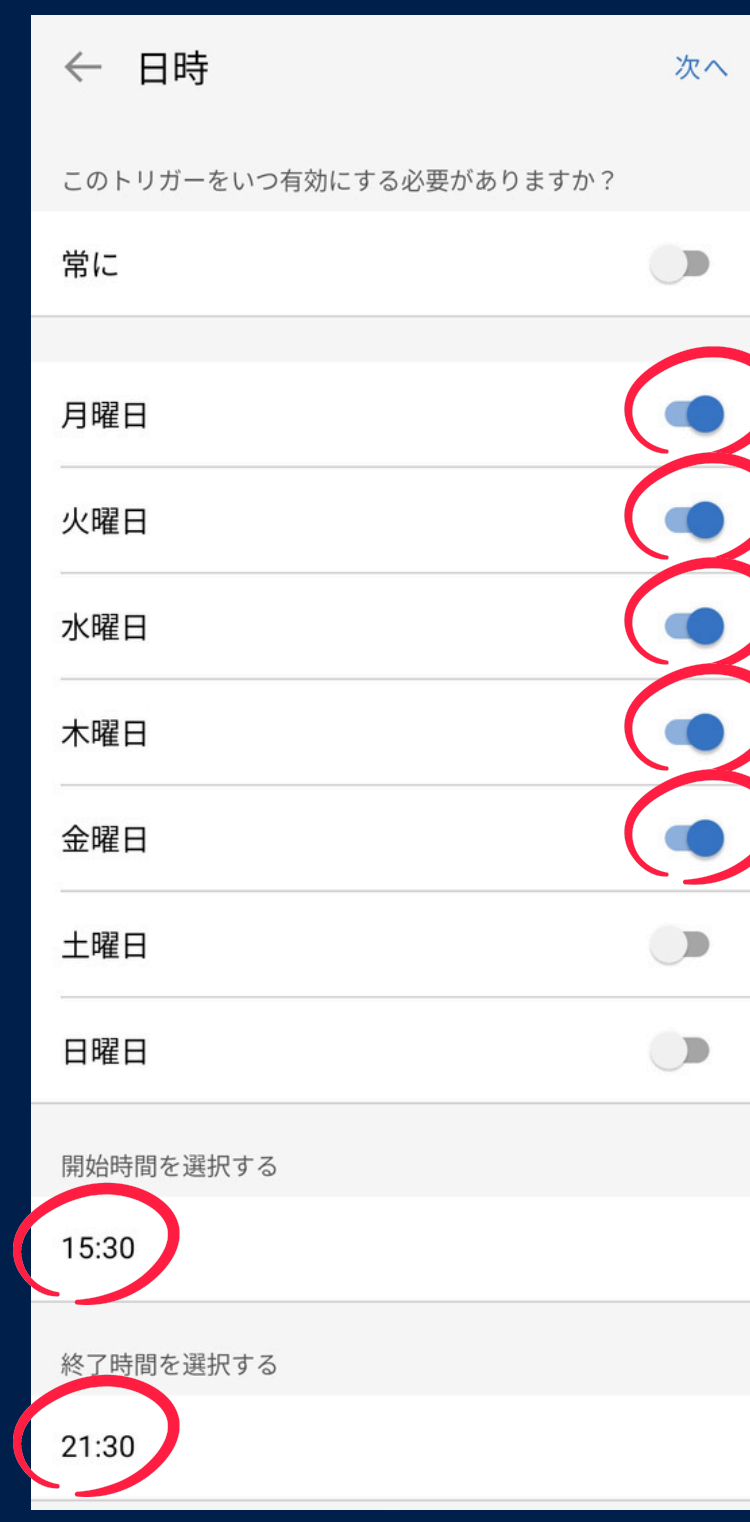 日時
次へ
このトリガーをいつ有効にする必要がありますか？
常に
月曜日
火曜日
水曜日
木曜日
金曜日
土曜日
日曜日
開始時間を選択する
15:30
終了時間を選択する
21:30